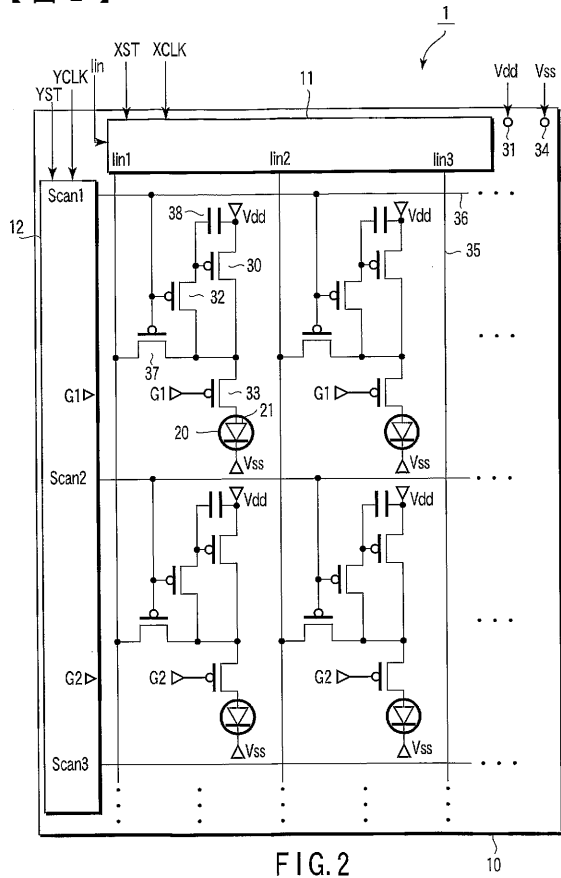 1
XST XCLK
Iin
YCLK
YST
11
Vdd Vss
31 34
Iin1 Iin2 Iin3
12
Scan1
36
38 Vdd Vdd
30
35
32
37
G1 G1 33 G1
21
20
Vss Vss
Scan2
Vdd Vdd
G2 G2 G2
Vss Vss
Scan3
10
FIG. 2